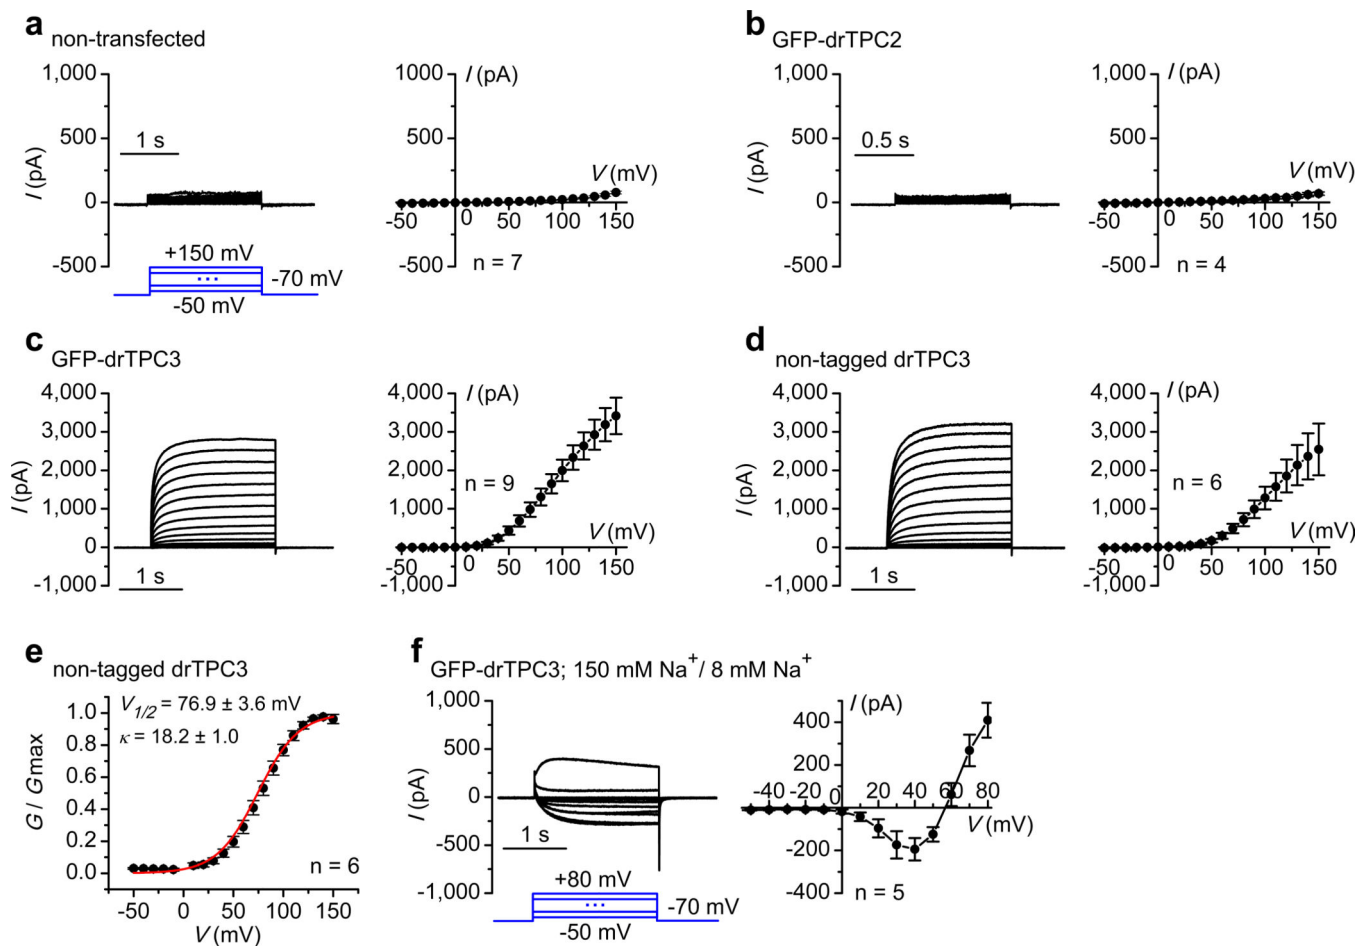 a
non-transfected
1,000
500
0
-500
I (pA)
1 s
+150 mV
...
-50 mV
-70 mV
1000
500
0
-500
I (pA)
V (mV)
-50 0 50 100 150
n = 7
b
GFP-drTPC2
1,000
500
0
-500
I (pA)
0.5 s
1,000
500
0
-500
I (pA)
V (mV)
-50 0 50 100 150
n = 4
c
GFP-drTPC3
4,000
3,000
2,000
1,000
0
-1,000
I (pA)
1 s
4,000
3,000
2,000
1,000
0
-1,000
I (pA)
n = 9
V (mV)
-50 0 50 100 150
d
non-tagged drTPC3
4,000
3,000
2,000
1,000
0
-1,000
I (pA)
1 s
4,000
3,000
2,000
1,000
0
-1,000
I (pA)
n = 6
V (mV)
-50 0 50 100 150
e
non-tagged drTPC3
V1/2 = 76.9 ± 3.6 mV
κ = 18.2 ± 1.0
1.0
0.8
0.6
0.4
0.2
0.0
G / Gmax
n = 6
-50 0 50 100 150
V (mV)
f
GFP-drTPC3; 150 mM Na+/ 8 mM Na+
1,000
500
0
-500
-1,000
I (pA)
1 s
+80 mV
...
-50 mV
-70 mV
I (pA)
400
200
0
-200
-400
-40 -20 20 40 60 80
V (mV)
n = 5